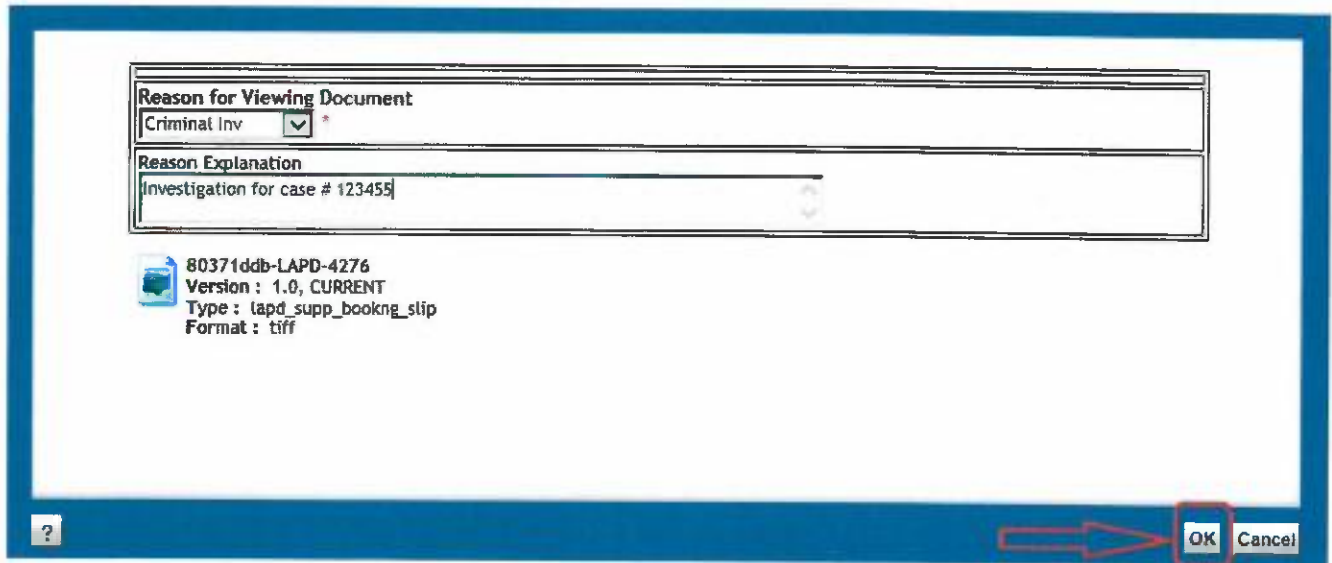 Reason for Viewing Document
Criminal Inv *
Reason Explanation
Investigation for case # 123455
80371ddb-LAPD-4276
Version : 1.0, CURRENT
Type : lapd_supp_bookng_slip
Format : tiff
? OK Cancel